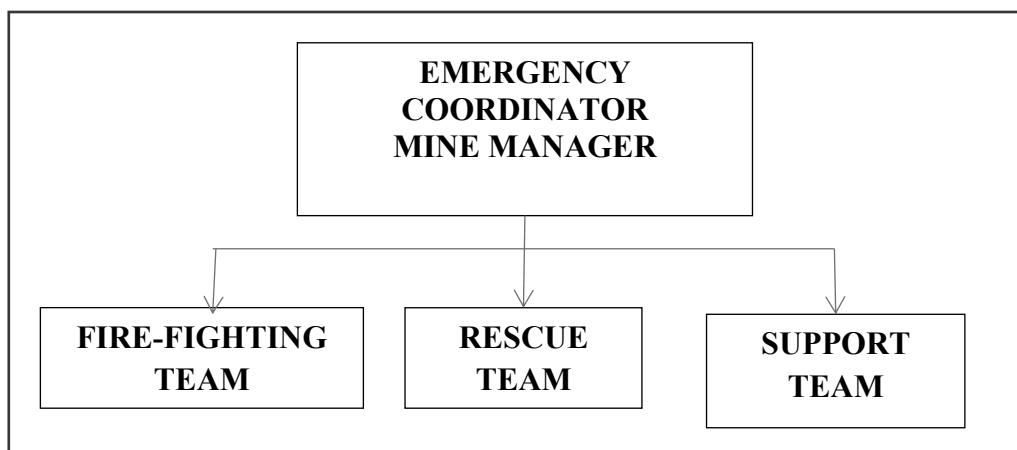 EMERGENCY
COORDINATOR
MINE MANAGER
FIRE-FIGHTING
TEAM
RESCUE
TEAM
SUPPORT
TEAM